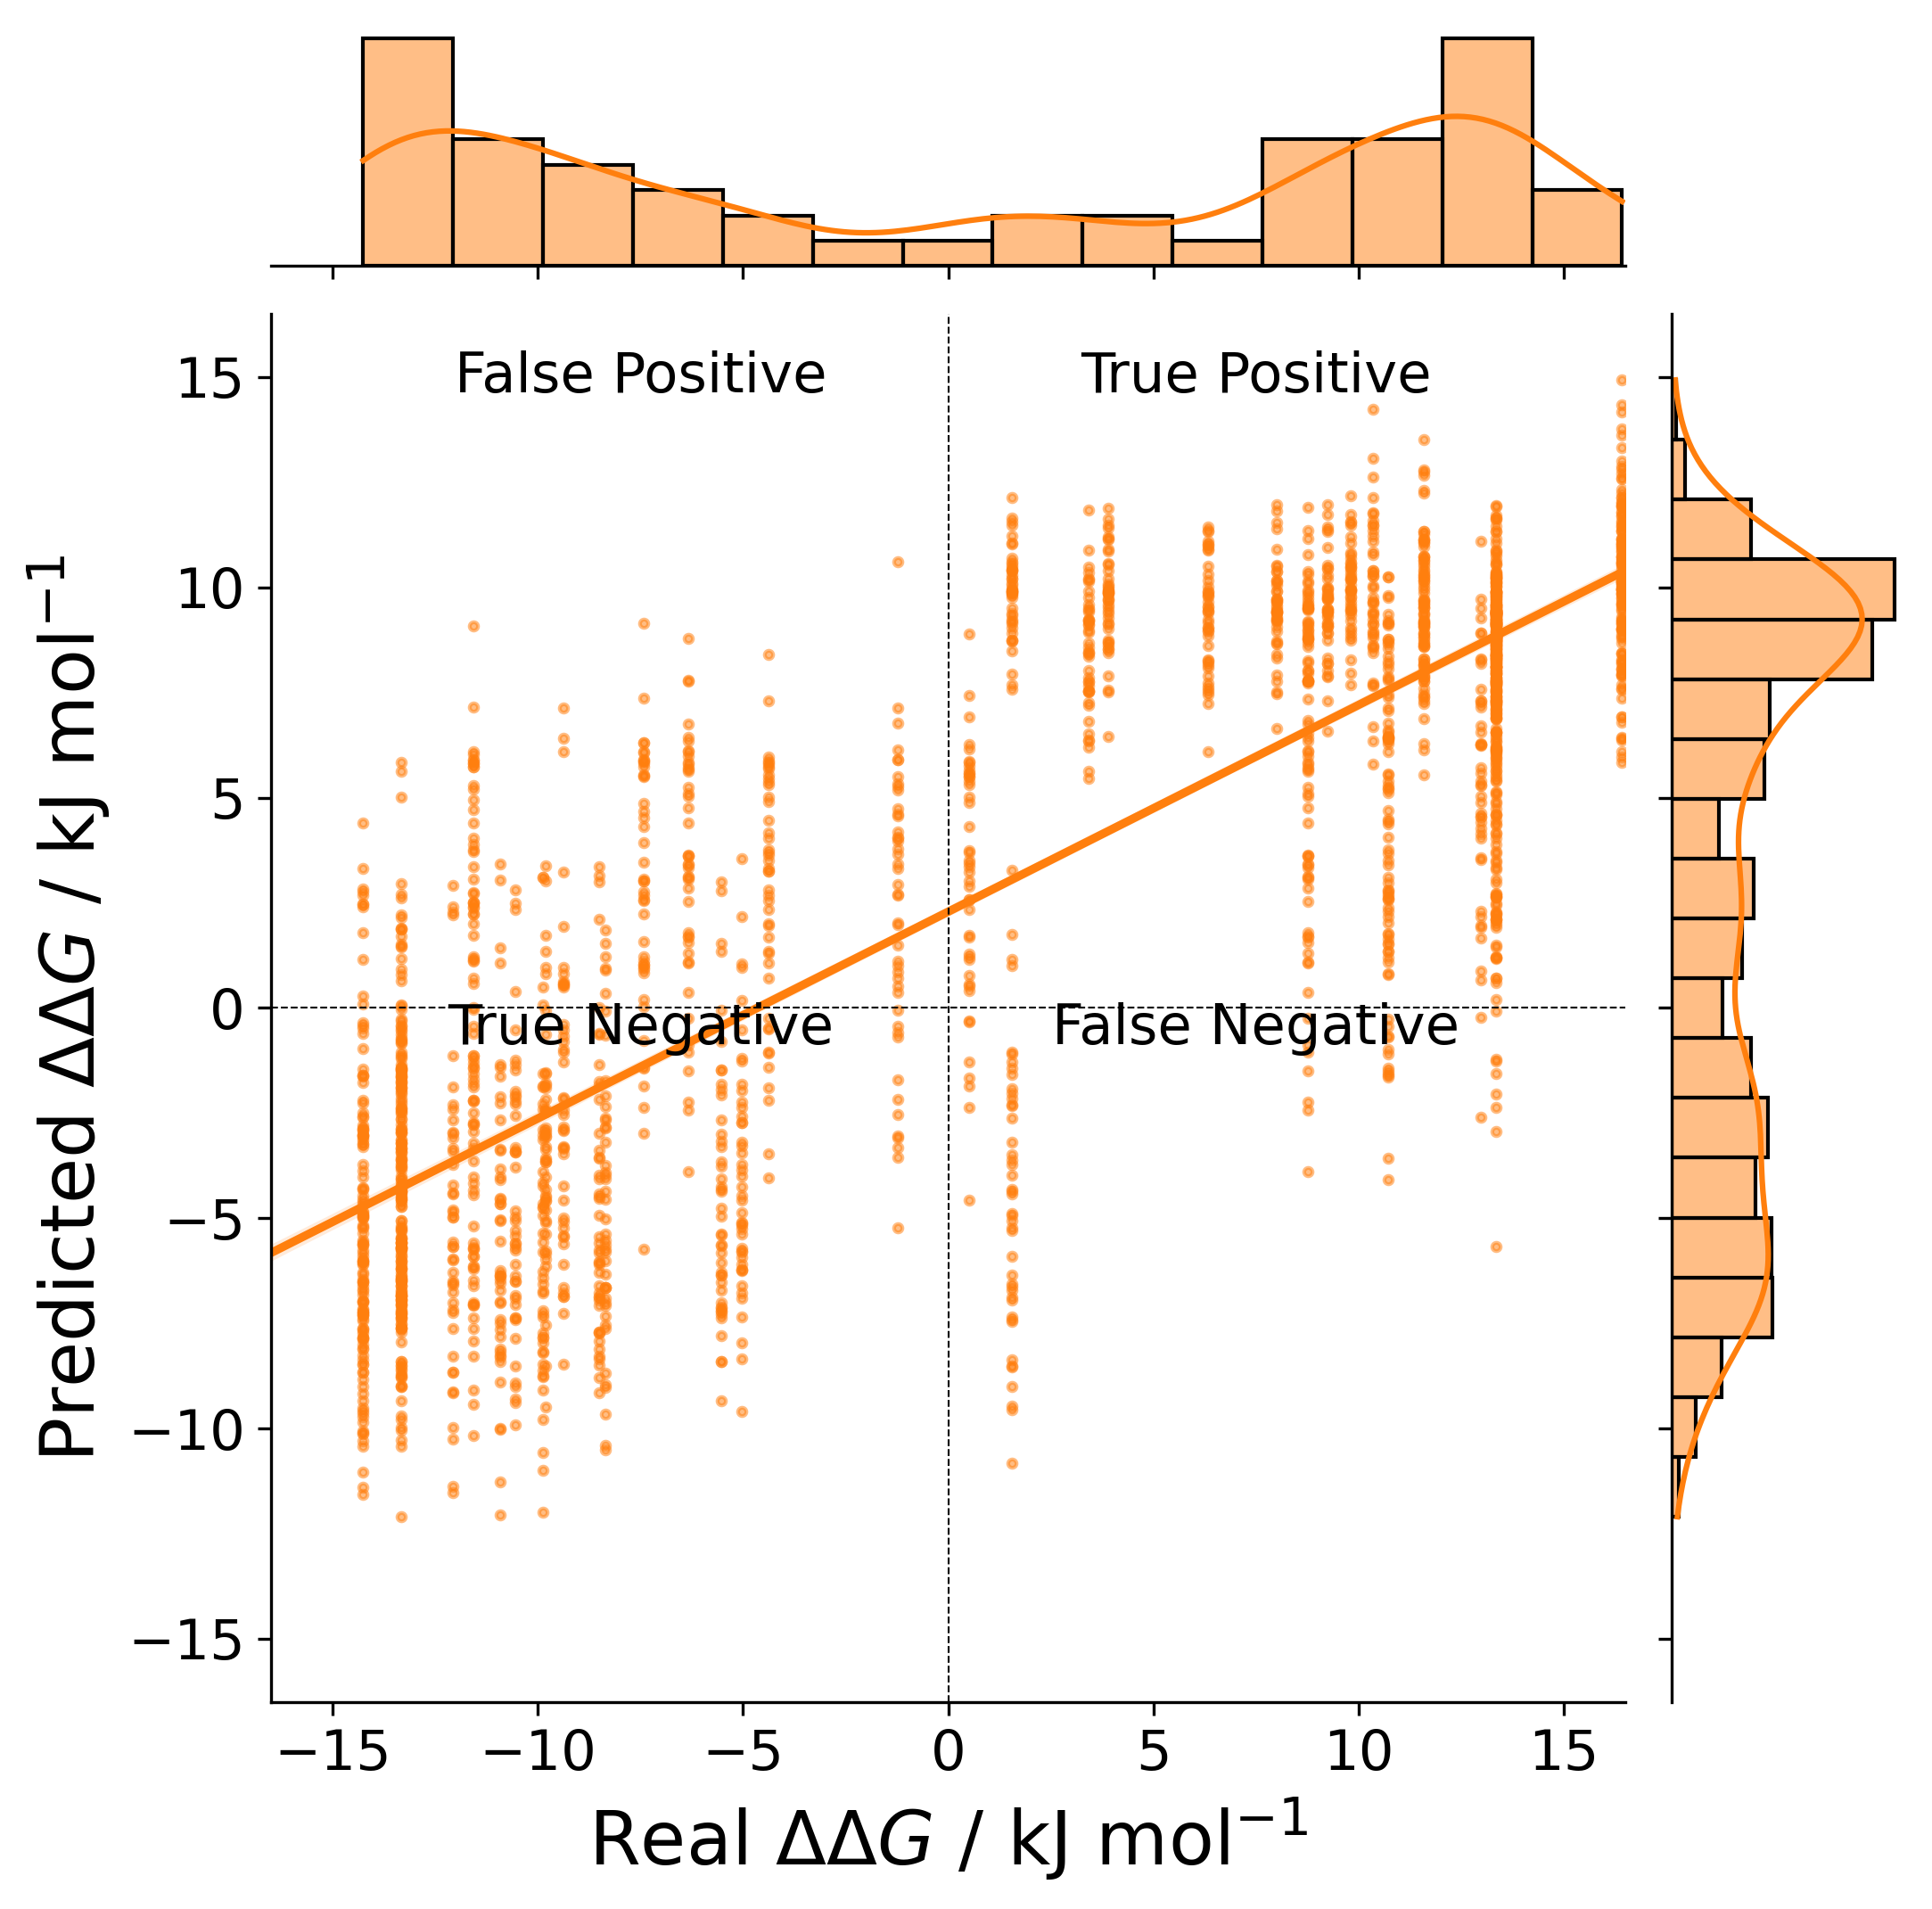 False Positive True Positive
True Negative False Negative
15
10
5
0
−5
−10
−15
−15 −10 −5 0 5 10 15
Predicted ΔΔG / kJ mol⁻¹
Real ΔΔG / kJ mol⁻¹